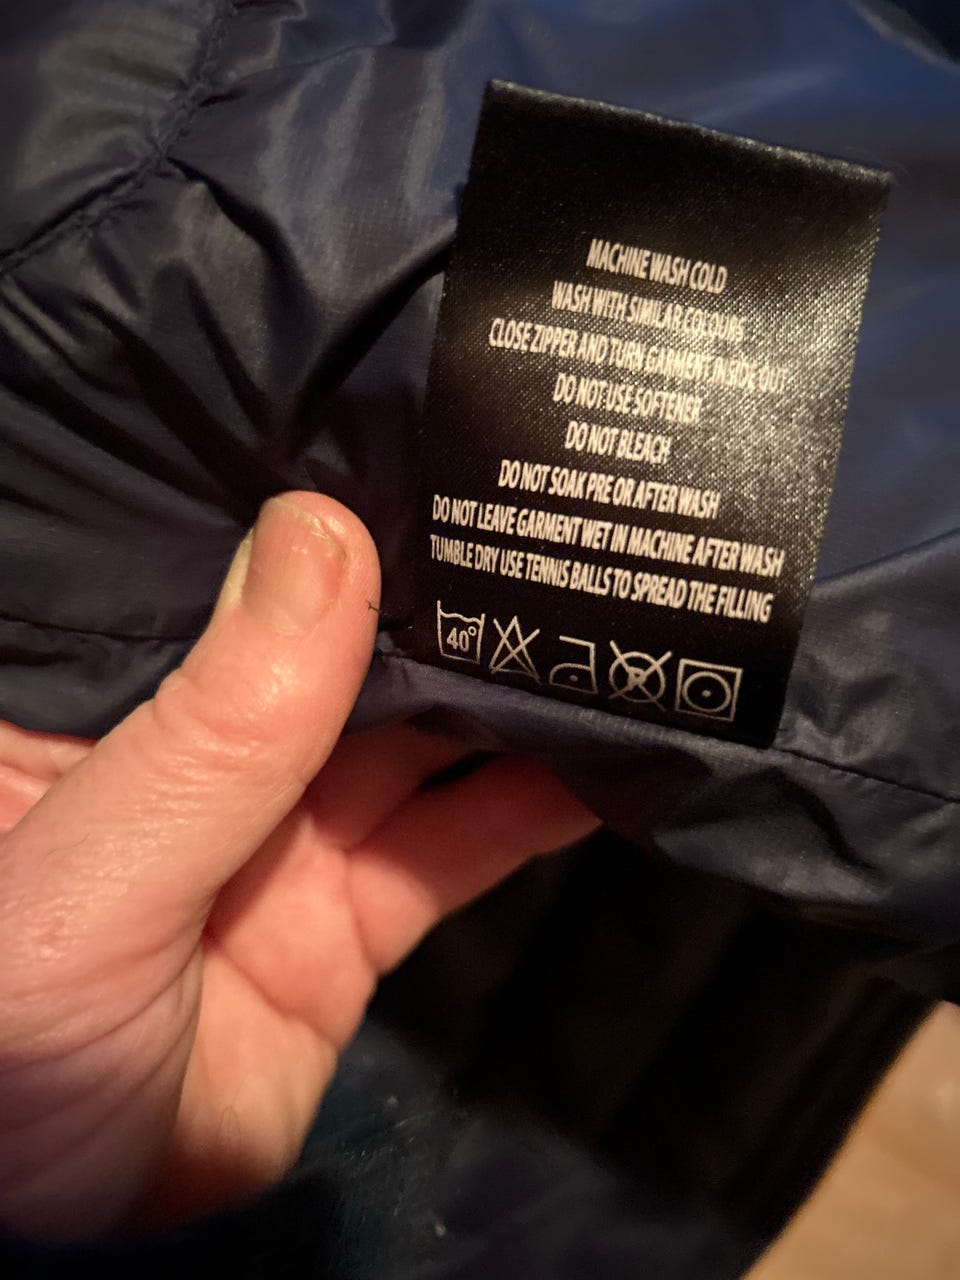 MACHINE WASH COLD
WASH WITH SIMILAR COLOURS
CLOSE ZIPPER AND TURN GARMENT INSIDE OUT
DO NOT USE SOFTENER
DO NOT BLEACH
DO NOT SOAK PRE OR AFTER WASH
DO NOT LEAVE GARMENT WET IN MACHINE AFTER WASH
TUMBLE DRY USE TENNIS BALLS TO SPREAD THE FILLING
40° P